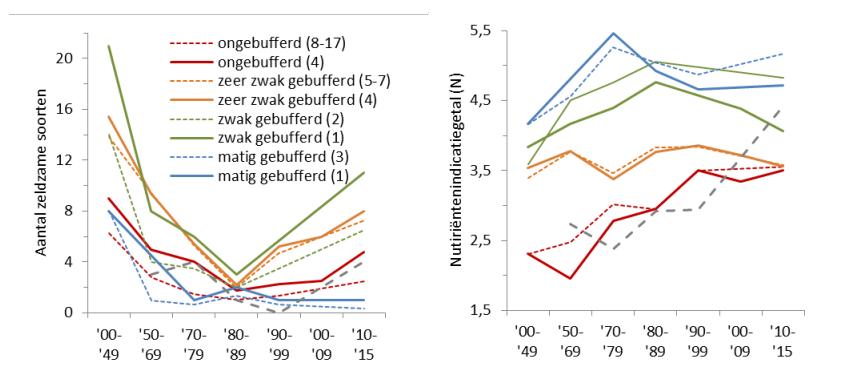 Aantal zeldzame soorten
20
16
12
8
4
0
ongebufferd (8-17)
ongebufferd (4)
zeer zwak gebufferd (5-7)
zeer zwak gebufferd (4)
zwak gebufferd (2)
zwak gebufferd (1)
matig gebufferd (3)
matig gebufferd (1)
'00- '50- '70- '80- '90- '00- '10-
'49 '69 '79 '89 '99 '09 '15
Nutiriëntenindicatiegetal (N)
5,5
4,5
3,5
2,5
1,5
'00- '50- '70- '80- '90- '00- '10-
'49 '69 '79 '89 '99 '09 '15